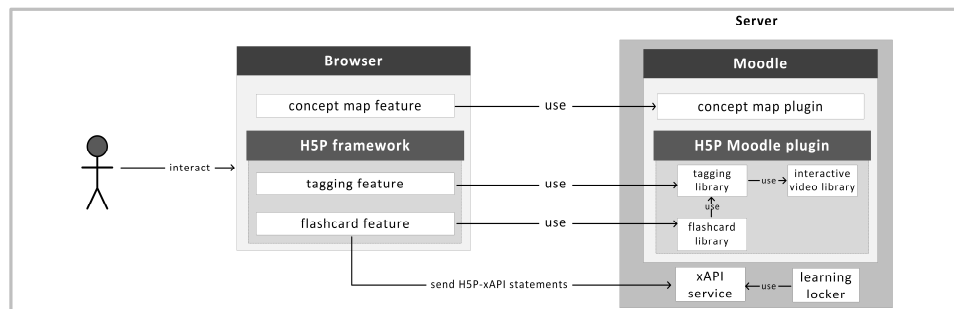 Server
Browser
Moodle
concept map feature
use
concept map plugin
H5P framework
H5P Moodle plugin
interact
tagging feature
use
tagging
library
use
interactive
video library
use
flashcard feature
use
flashcard
library
send H5P-xAPI statements
xAPI
service
use
learning
locker